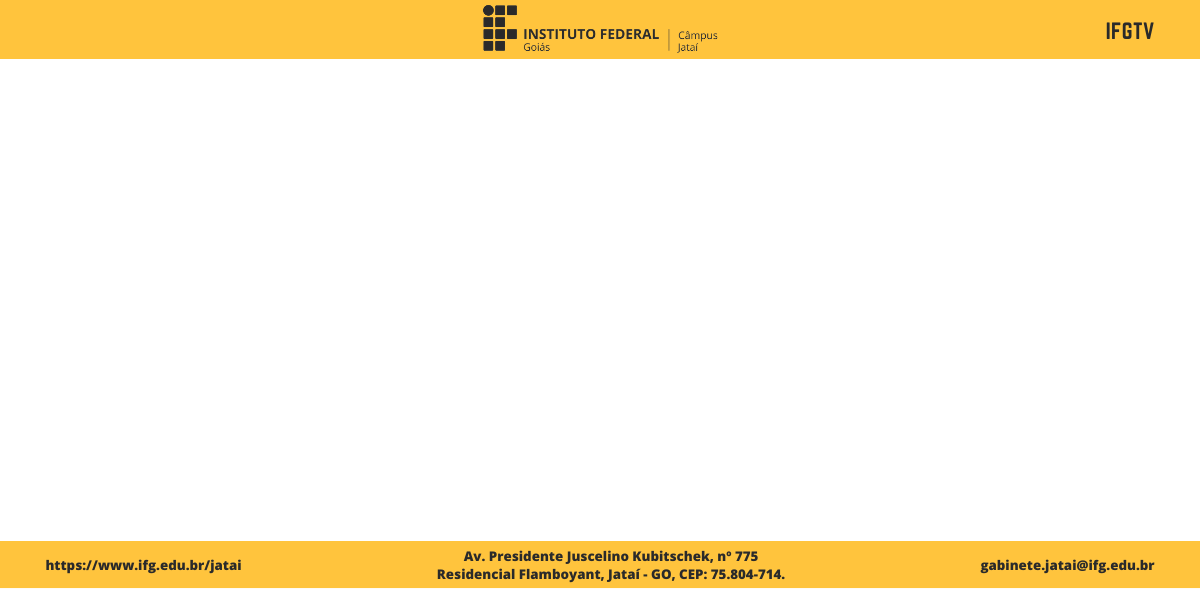 INSTITUTO FEDERAL
Goiás
Câmpus
Jataí
IFGTV
https://www.ifg.edu.br/jatai
Av. Presidente Juscelino Kubitschek, nº 775
Residencial Flamboyant, Jataí - GO, CEP: 75.804-714.
gabinete.jatai@ifg.edu.br